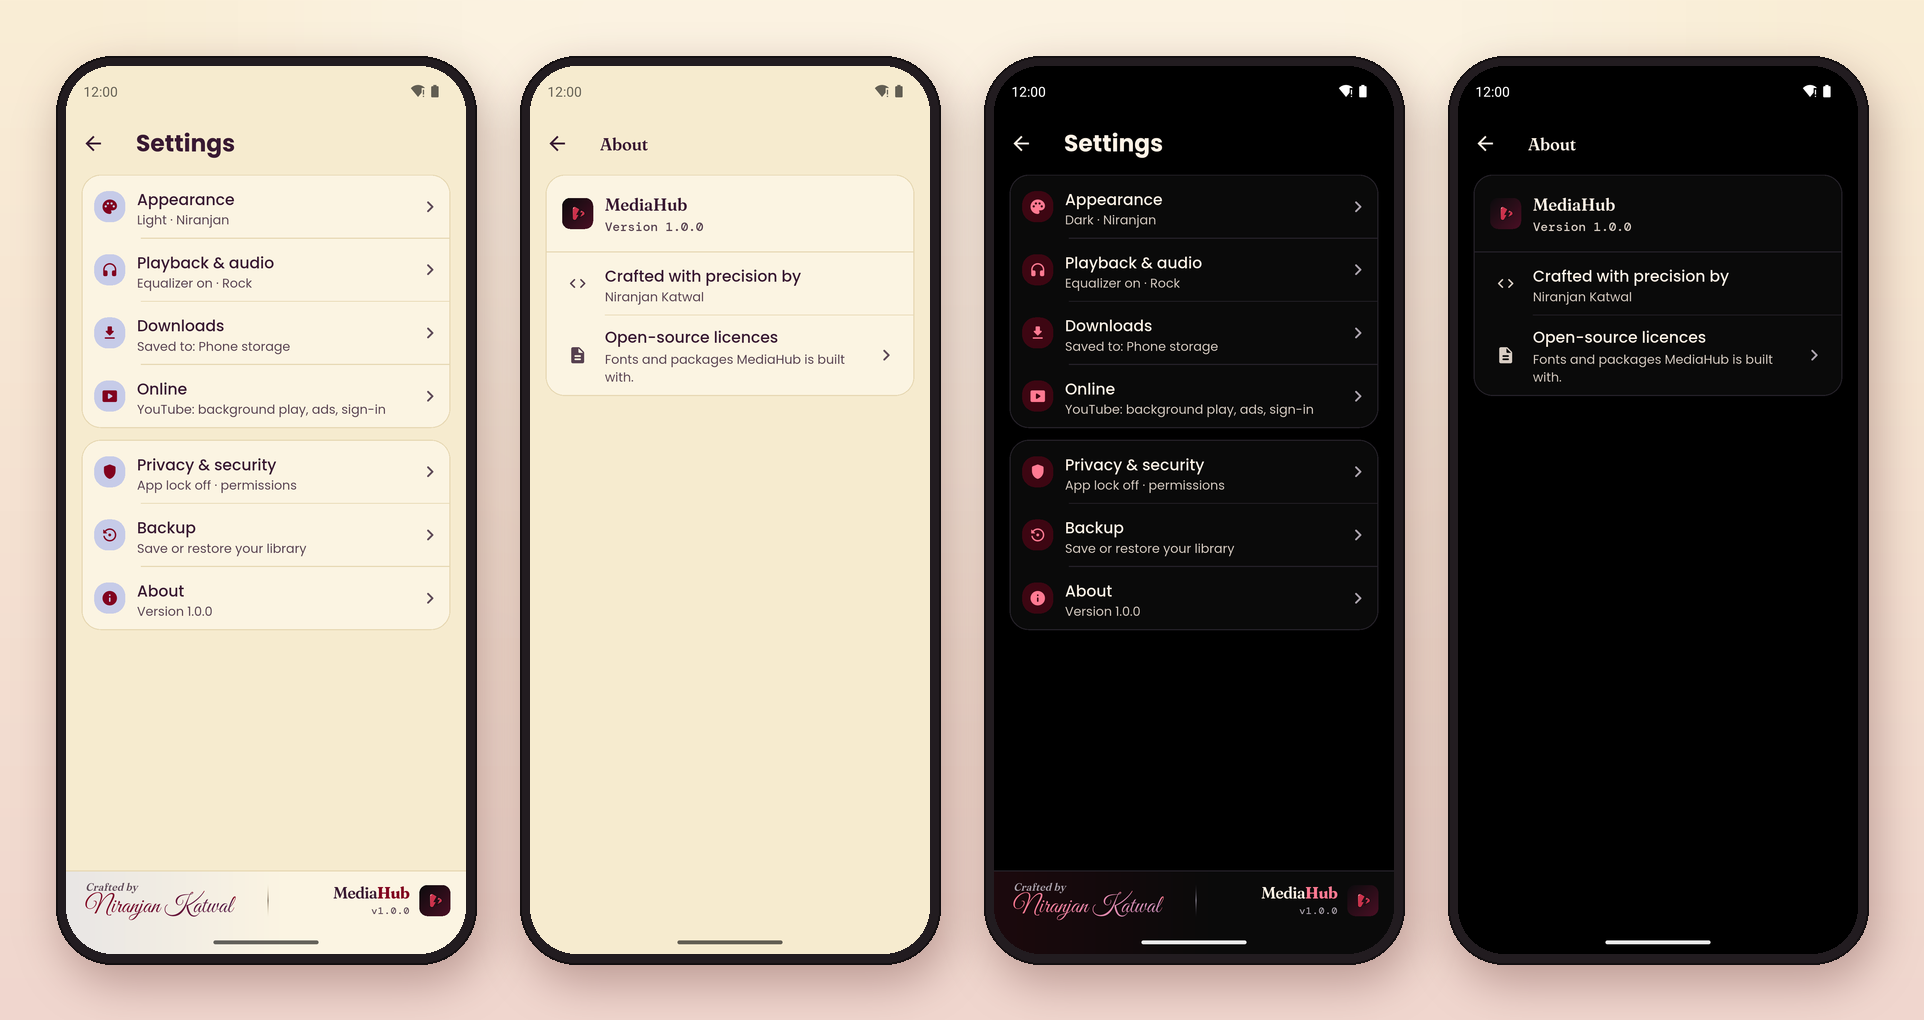 12:00
Settings
Appearance
Light · Niranjan
Playback & audio
Equalizer on · Rock
Downloads
Saved to: Phone storage
Online
YouTube: background play, ads, sign-in
Privacy & security
App lock off · permissions
Backup
Save or restore your library
About
Version 1.0.0
Crafted by
Niranjan Katwal
MediaHub
v1.0.0
12:00
About
MediaHub
Version 1.0.0
Crafted with precision by
Niranjan Katwal
Open-source licences
Fonts and packages MediaHub is built
with.
12:00
Settings
Appearance
Dark · Niranjan
Playback & audio
Equalizer on · Rock
Downloads
Saved to: Phone storage
Online
YouTube: background play, ads, sign-in
Privacy & security
App lock off · permissions
Backup
Save or restore your library
About
Version 1.0.0
Crafted by
Niranjan Katwal
MediaHub
v1.0.0
12:00
About
MediaHub
Version 1.0.0
Crafted with precision by
Niranjan Katwal
Open-source licences
Fonts and packages MediaHub is built
with.